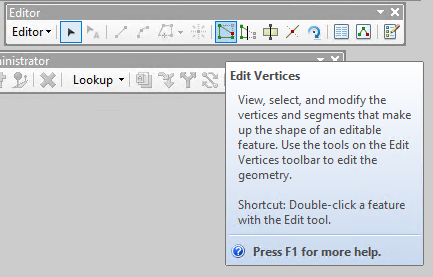 Editor
Editor
ministrator
Lookup
Edit Vertices
View, select, and modify the
vertices and segments that make
up the shape of an editable
feature. Use the tools on the Edit
Vertices toolbar to edit the
geometry.
Shortcut: Double-click a feature
with the Edit tool.
Press F1 for more help.